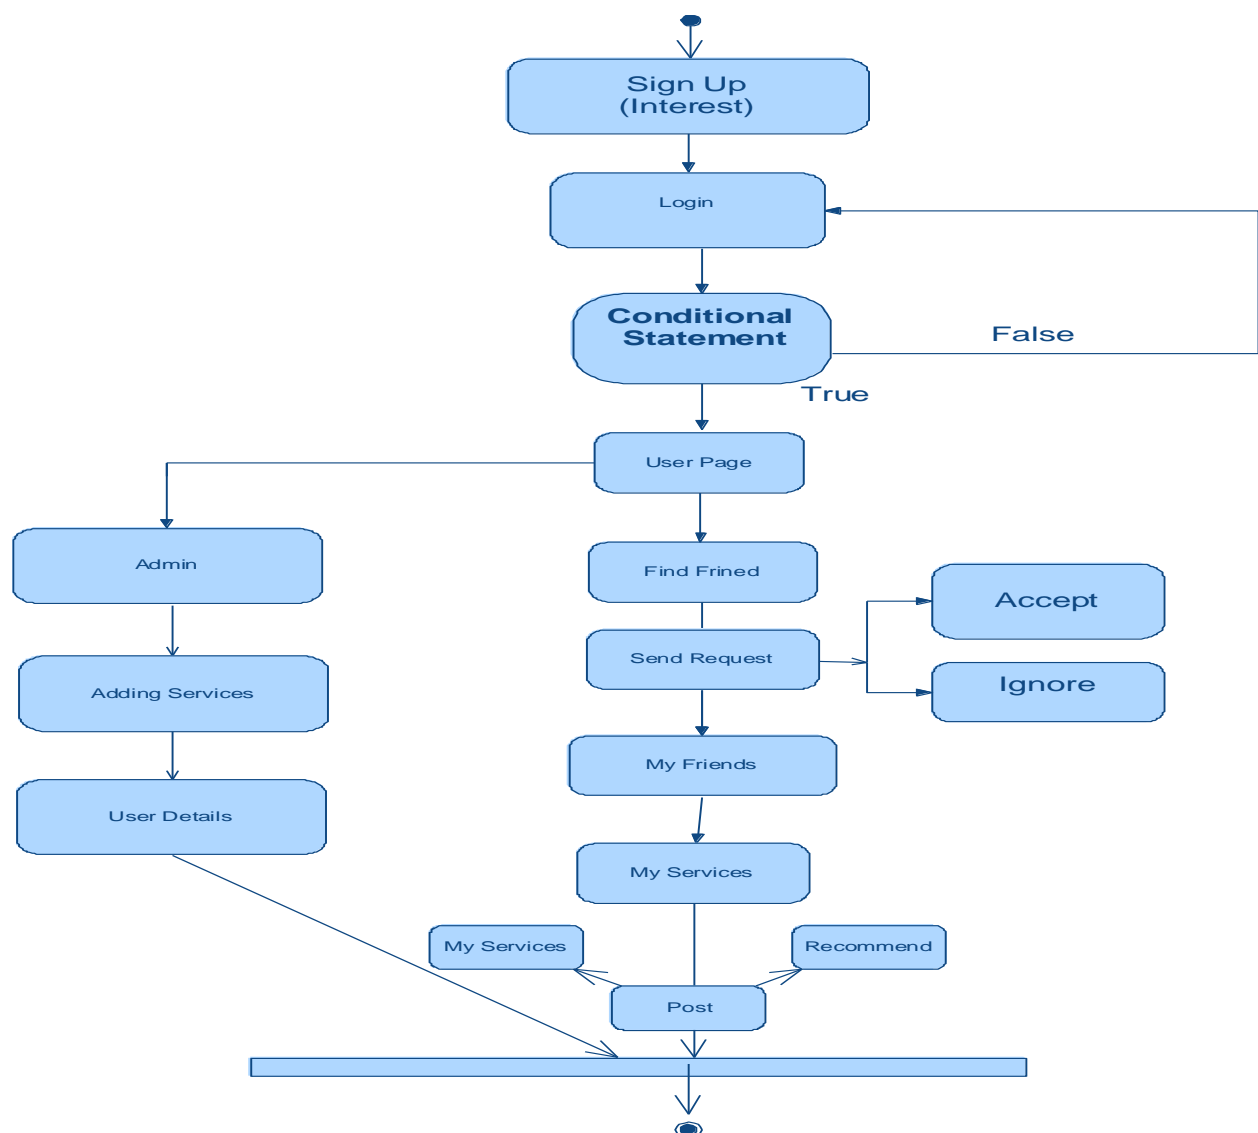 Sign Up
(Interest)
Login
Conditional
Statement
False
True
User Page
Admin
Find Frined
Accept
Send Request
Ignore
Adding Services
My Friends
User Details
My Services
My Services
Recommend
Post